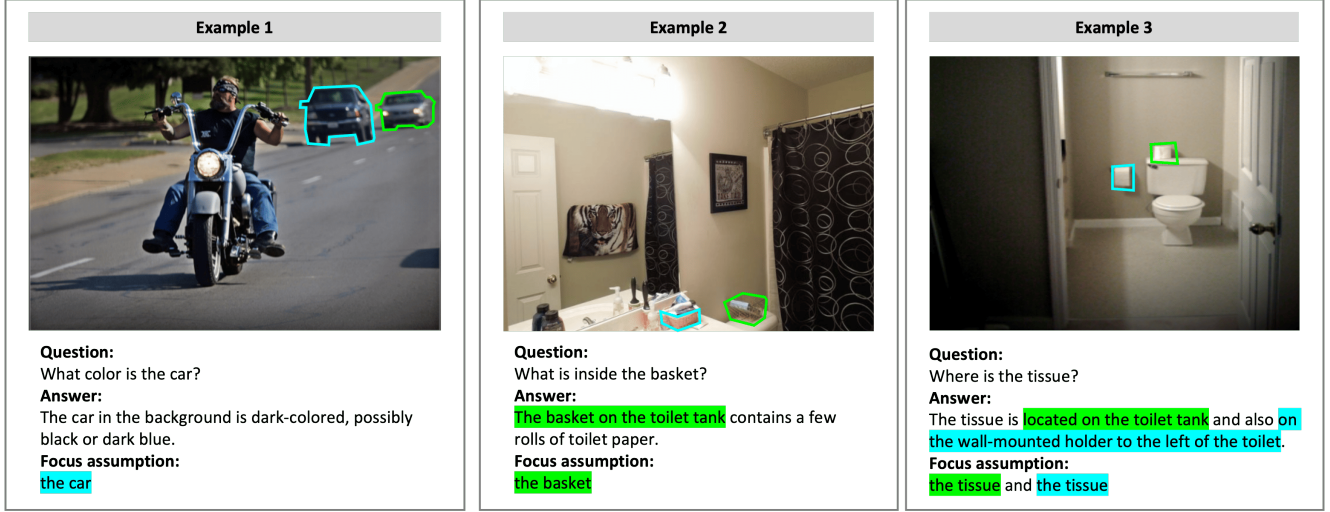 Example 1
Question:
What color is the car?
Answer:
The car in the background is dark-colored, possibly
black or dark blue.
Focus assumption:
the car
Example 2
Question:
What is inside the basket?
Answer:
The basket on the toilet tank contains a few
rolls of toilet paper.
Focus assumption:
the basket
Example 3
Question:
Where is the tissue?
Answer:
The tissue is located on the toilet tank and also on
the wall-mounted holder to the left of the toilet.
Focus assumption:
the tissue and the tissue